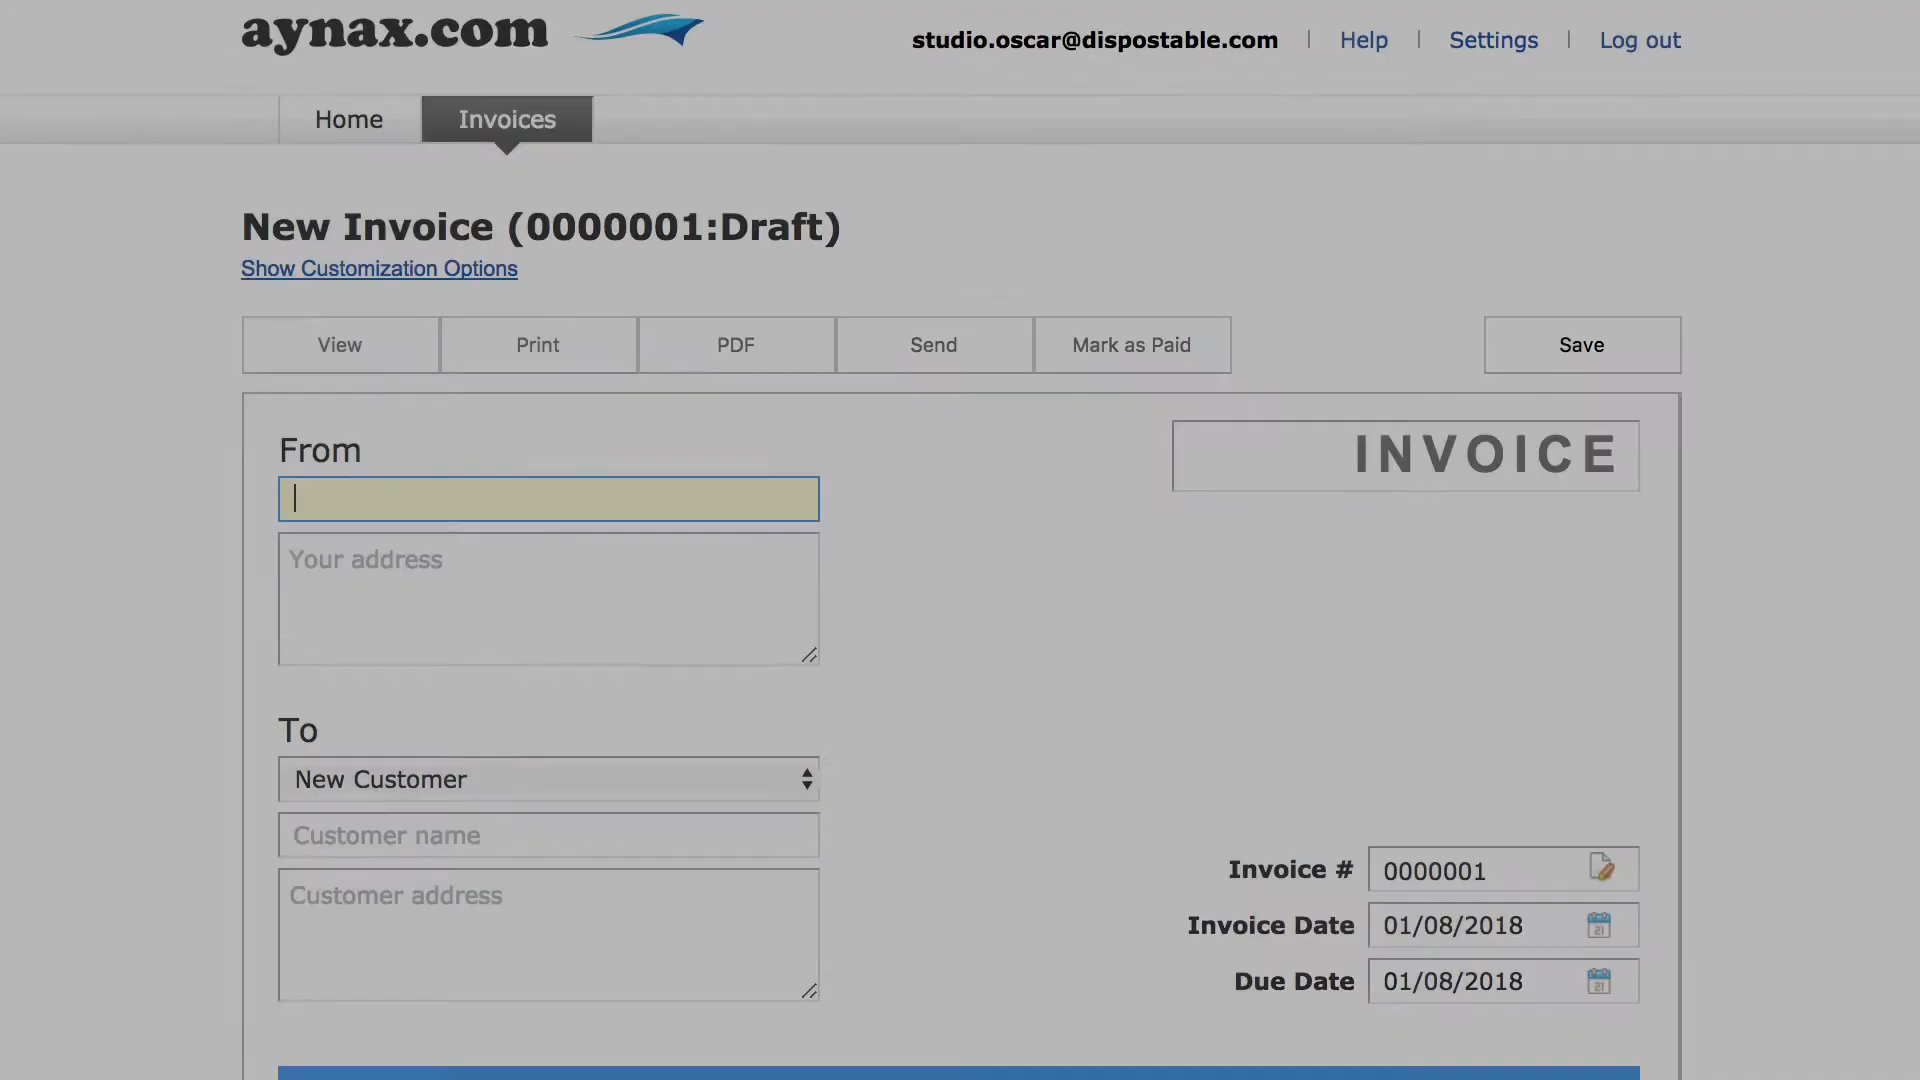 aynax.com
studio.oscar@dispostable.com | Help | Settings | Log out
Home Invoices
New Invoice (0000001:Draft)
Show Customization Options
View Print PDF Send Mark as Paid Save
From
INVOICE
Your address
To
New Customer
Customer name
Customer address
Invoice # 0000001
Invoice Date 01/08/2018
Due Date 01/08/2018